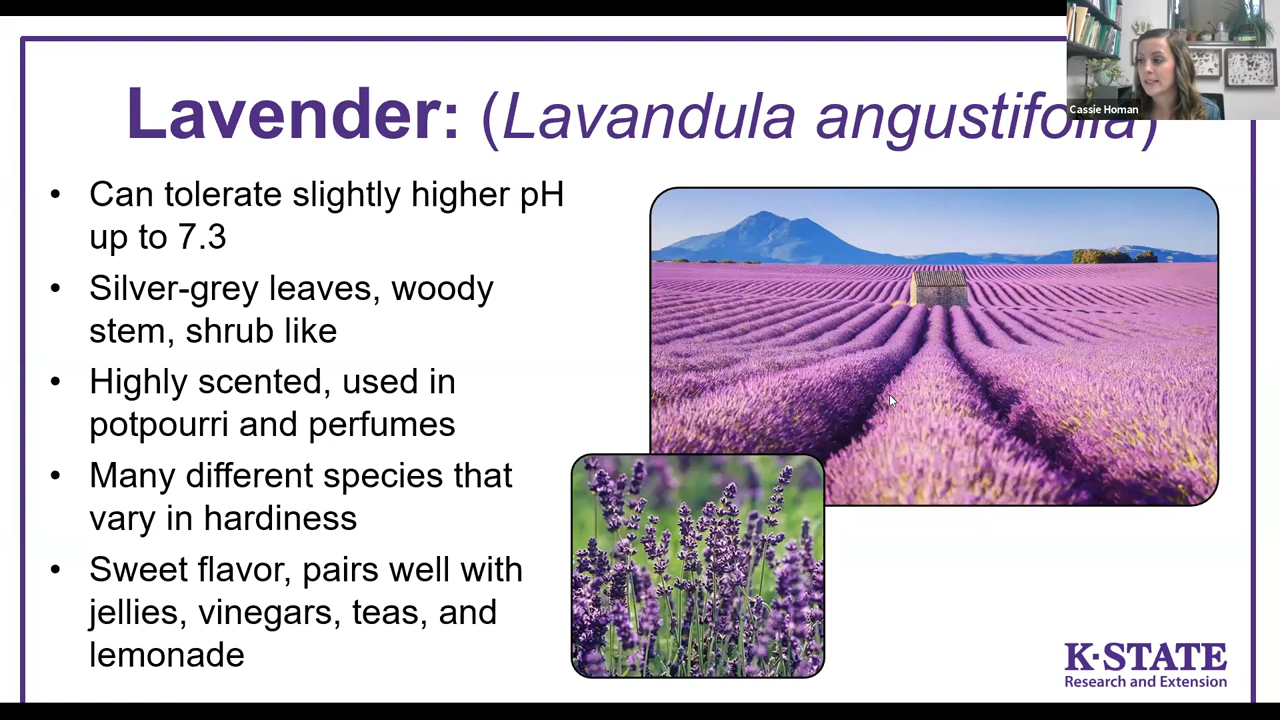 Cassie Homan
Lavender: (Lavandula angustifolia)
• Can tolerate slightly higher pH
up to 7.3
• Silver-grey leaves, woody
stem, shrub like
• Highly scented, used in
potpourri and perfumes
• Many different species that
vary in hardiness
• Sweet flavor, pairs well with
jellies, vinegars, teas, and
lemonade
K-STATE
Research and Extension